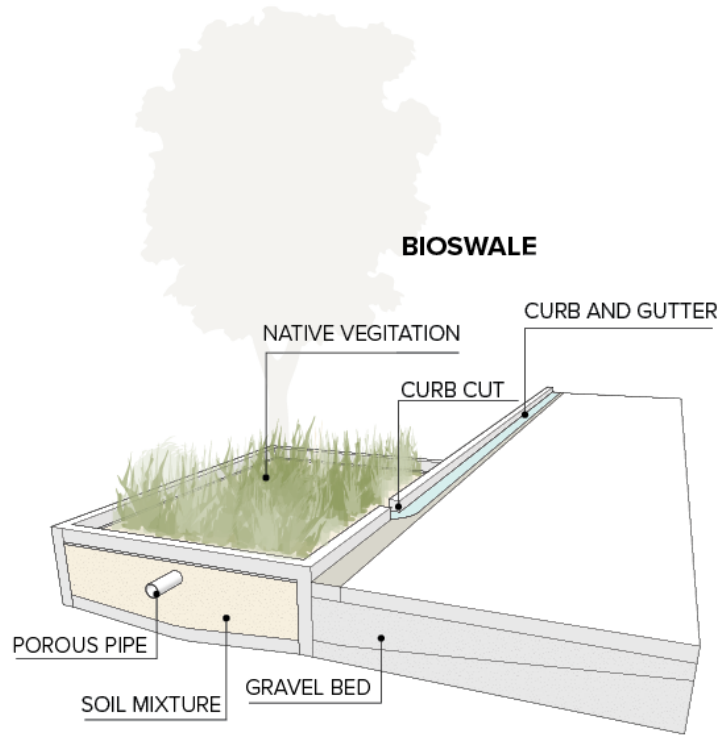 BIOSWALE
CURB AND GUTTER
NATIVE VEGITATION
CURB CUT
POROUS PIPE
GRAVEL BED
SOIL MIXTURE